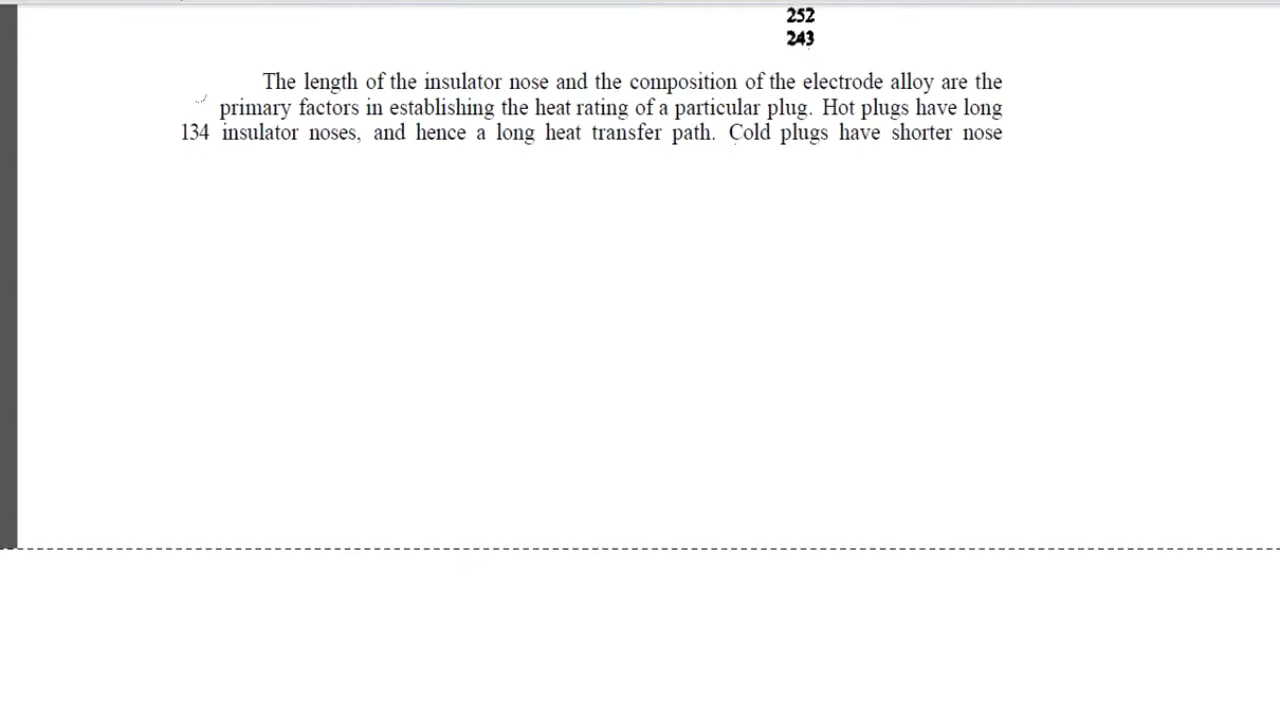 252
243
The length of the insulator nose and the composition of the electrode alloy are the
primary factors in establishing the heat rating of a particular plug. Hot plugs have long
134 insulator noses, and hence a long heat transfer path. Cold plugs have shorter nose